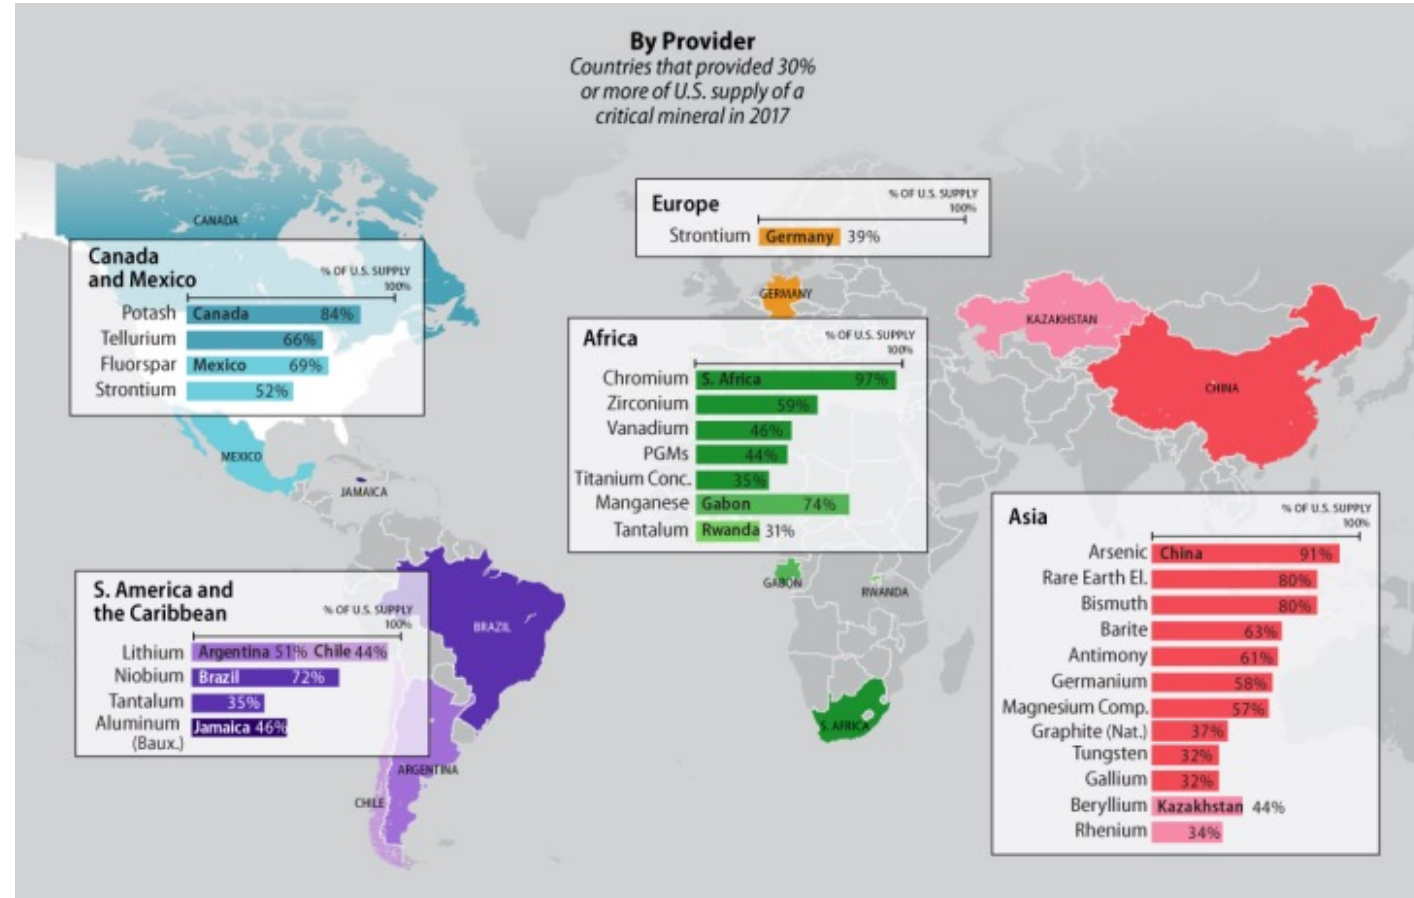 By Provider
Countries that provided 30%
or more of U.S. supply of a
critical mineral in 2017
CANADA
Canada
and Mexico
% OF U.S. SUPPLY
100%
Potash Canada 84%
Tellurium 66%
Fluorspar Mexico 69%
Strontium 52%
MEXICO
JAMAICA
S. America and
the Caribbean
% OF U.S. SUPPLY
100%
Lithium Argentina 51% Chile 44%
Niobium Brazil 72%
Tantalum 35%
Aluminum Jamaica 46%
(Baux.)
BRAZIL
ARGENTINA
CHILE
Europe
% OF U.S. SUPPLY
100%
Strontium Germany 39%
GERMANY
Africa
% OF U.S. SUPPLY
100%
Chromium S. Africa 97%
Zirconium 59%
Vanadium 46%
PGMs 44%
Titanium Conc. 35%
Manganese Gabon 74%
Tantalum Rwanda 31%
GABON
RWANDA
S. AFRICA
KAZAKHSTAN
CHINA
Asia
% OF U.S. SUPPLY
100%
Arsenic China 91%
Rare Earth El. 80%
Bismuth 80%
Barite 63%
Antimony 61%
Germanium 58%
Magnesium Comp. 57%
Graphite (Nat.) 37%
Tungsten 32%
Gallium 32%
Beryllium Kazakhstan 44%
Rhenium 34%